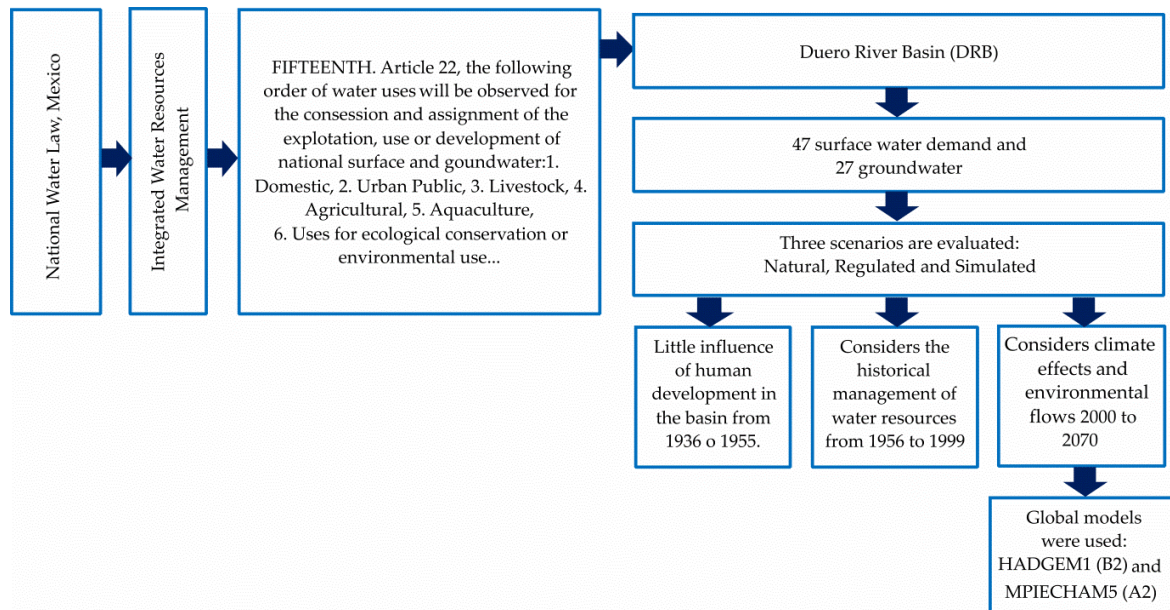 National Water Law, Mexico
Integrated Water Resources
Management
FIFTEENTH. Article 22, the following
order of water uses will be observed for
the consession and assignment of the
explotation, use or development of
national surface and goundwater:1.
Domestic, 2. Urban Public, 3. Livestock, 4.
Agricultural, 5. Aquaculture,
6. Uses for ecological conservation or
environmental use...
Duero River Basin (DRB)
47 surface water demand and
27 groundwater
Three scenarios are evaluated:
Natural, Regulated and Simulated
Little influence
of human
development in
the basin from
1936 o 1955.
Considers the
historical
management of
water resources
from 1956 to 1999
Considers climate
effects and
environmental
flows 2000 to
2070
Global models
were used:
HADGEM1 (B2) and
MPIECHAM5 (A2)